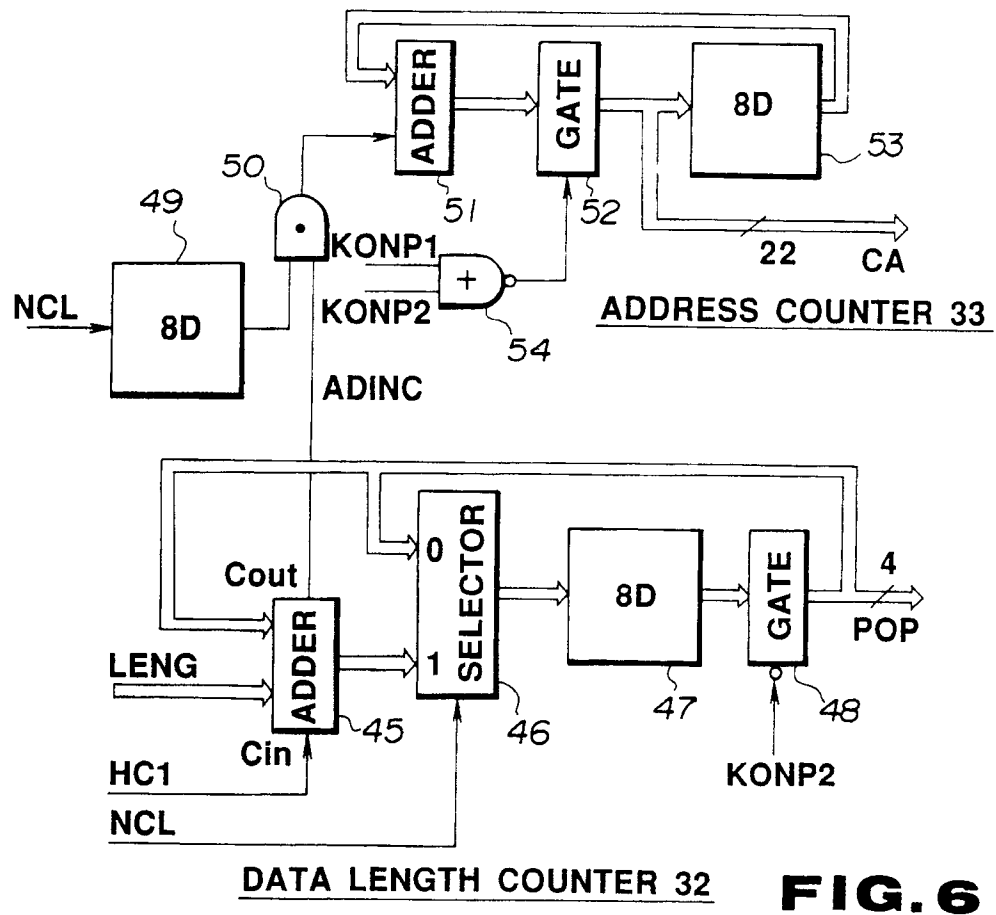 ADDER
51
GATE
52
8D
53
50
49
NCL
8D
KONP1
KONP2
+
54
22
CA
ADDRESS COUNTER 33
ADINC
Cout
LENG
ADDER
45
Cin
HC1
NCL
0
1
SELECTOR
46
8D
47
GATE
48
KONP2
4
POP
DATA LENGTH COUNTER 32
FIG. 6